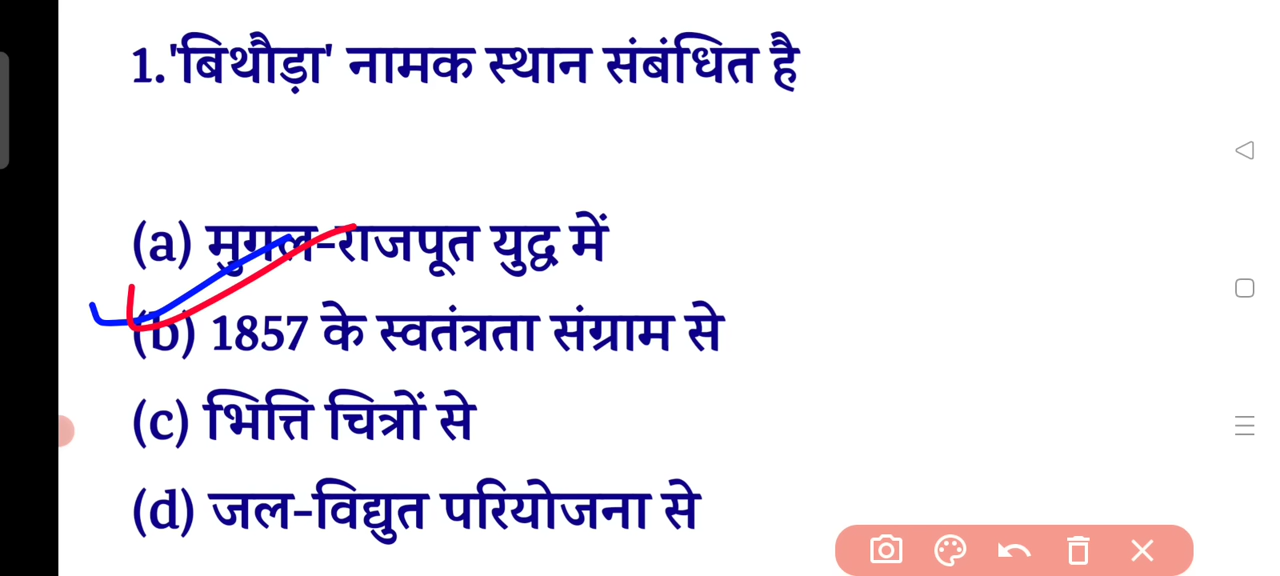 1.'बिथौड़ा' नामक स्थान संबंधित है
(a) मुगल-राजपूत युद्ध में
(b) 1857 के स्वतंत्रता संग्राम से
(c) भित्ति चित्रों से
(d) जल-विद्युत परियोजना से